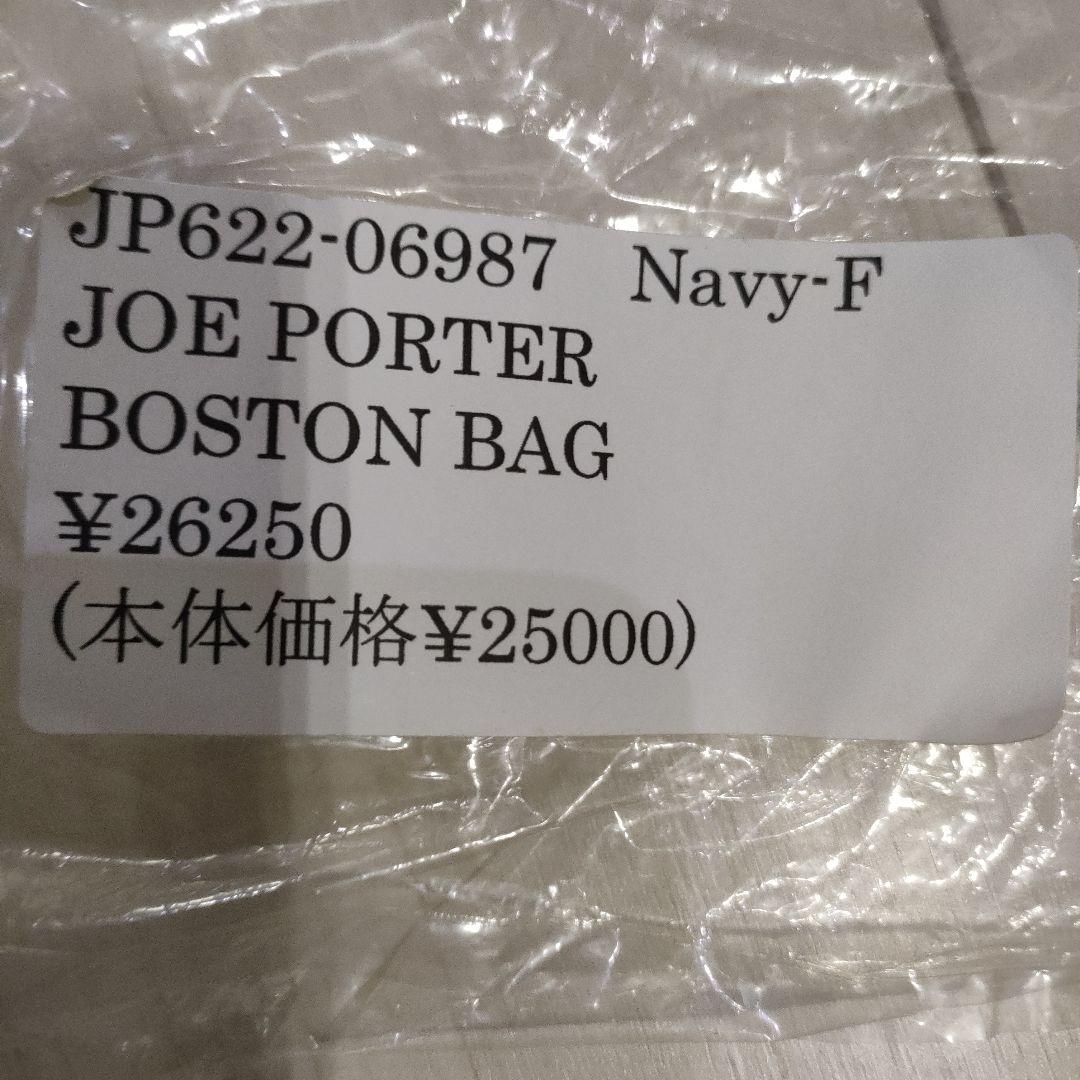 JP622-06987 Navy-F
JOE PORTER
BOSTON BAG
¥26250
(本体価格¥25000)